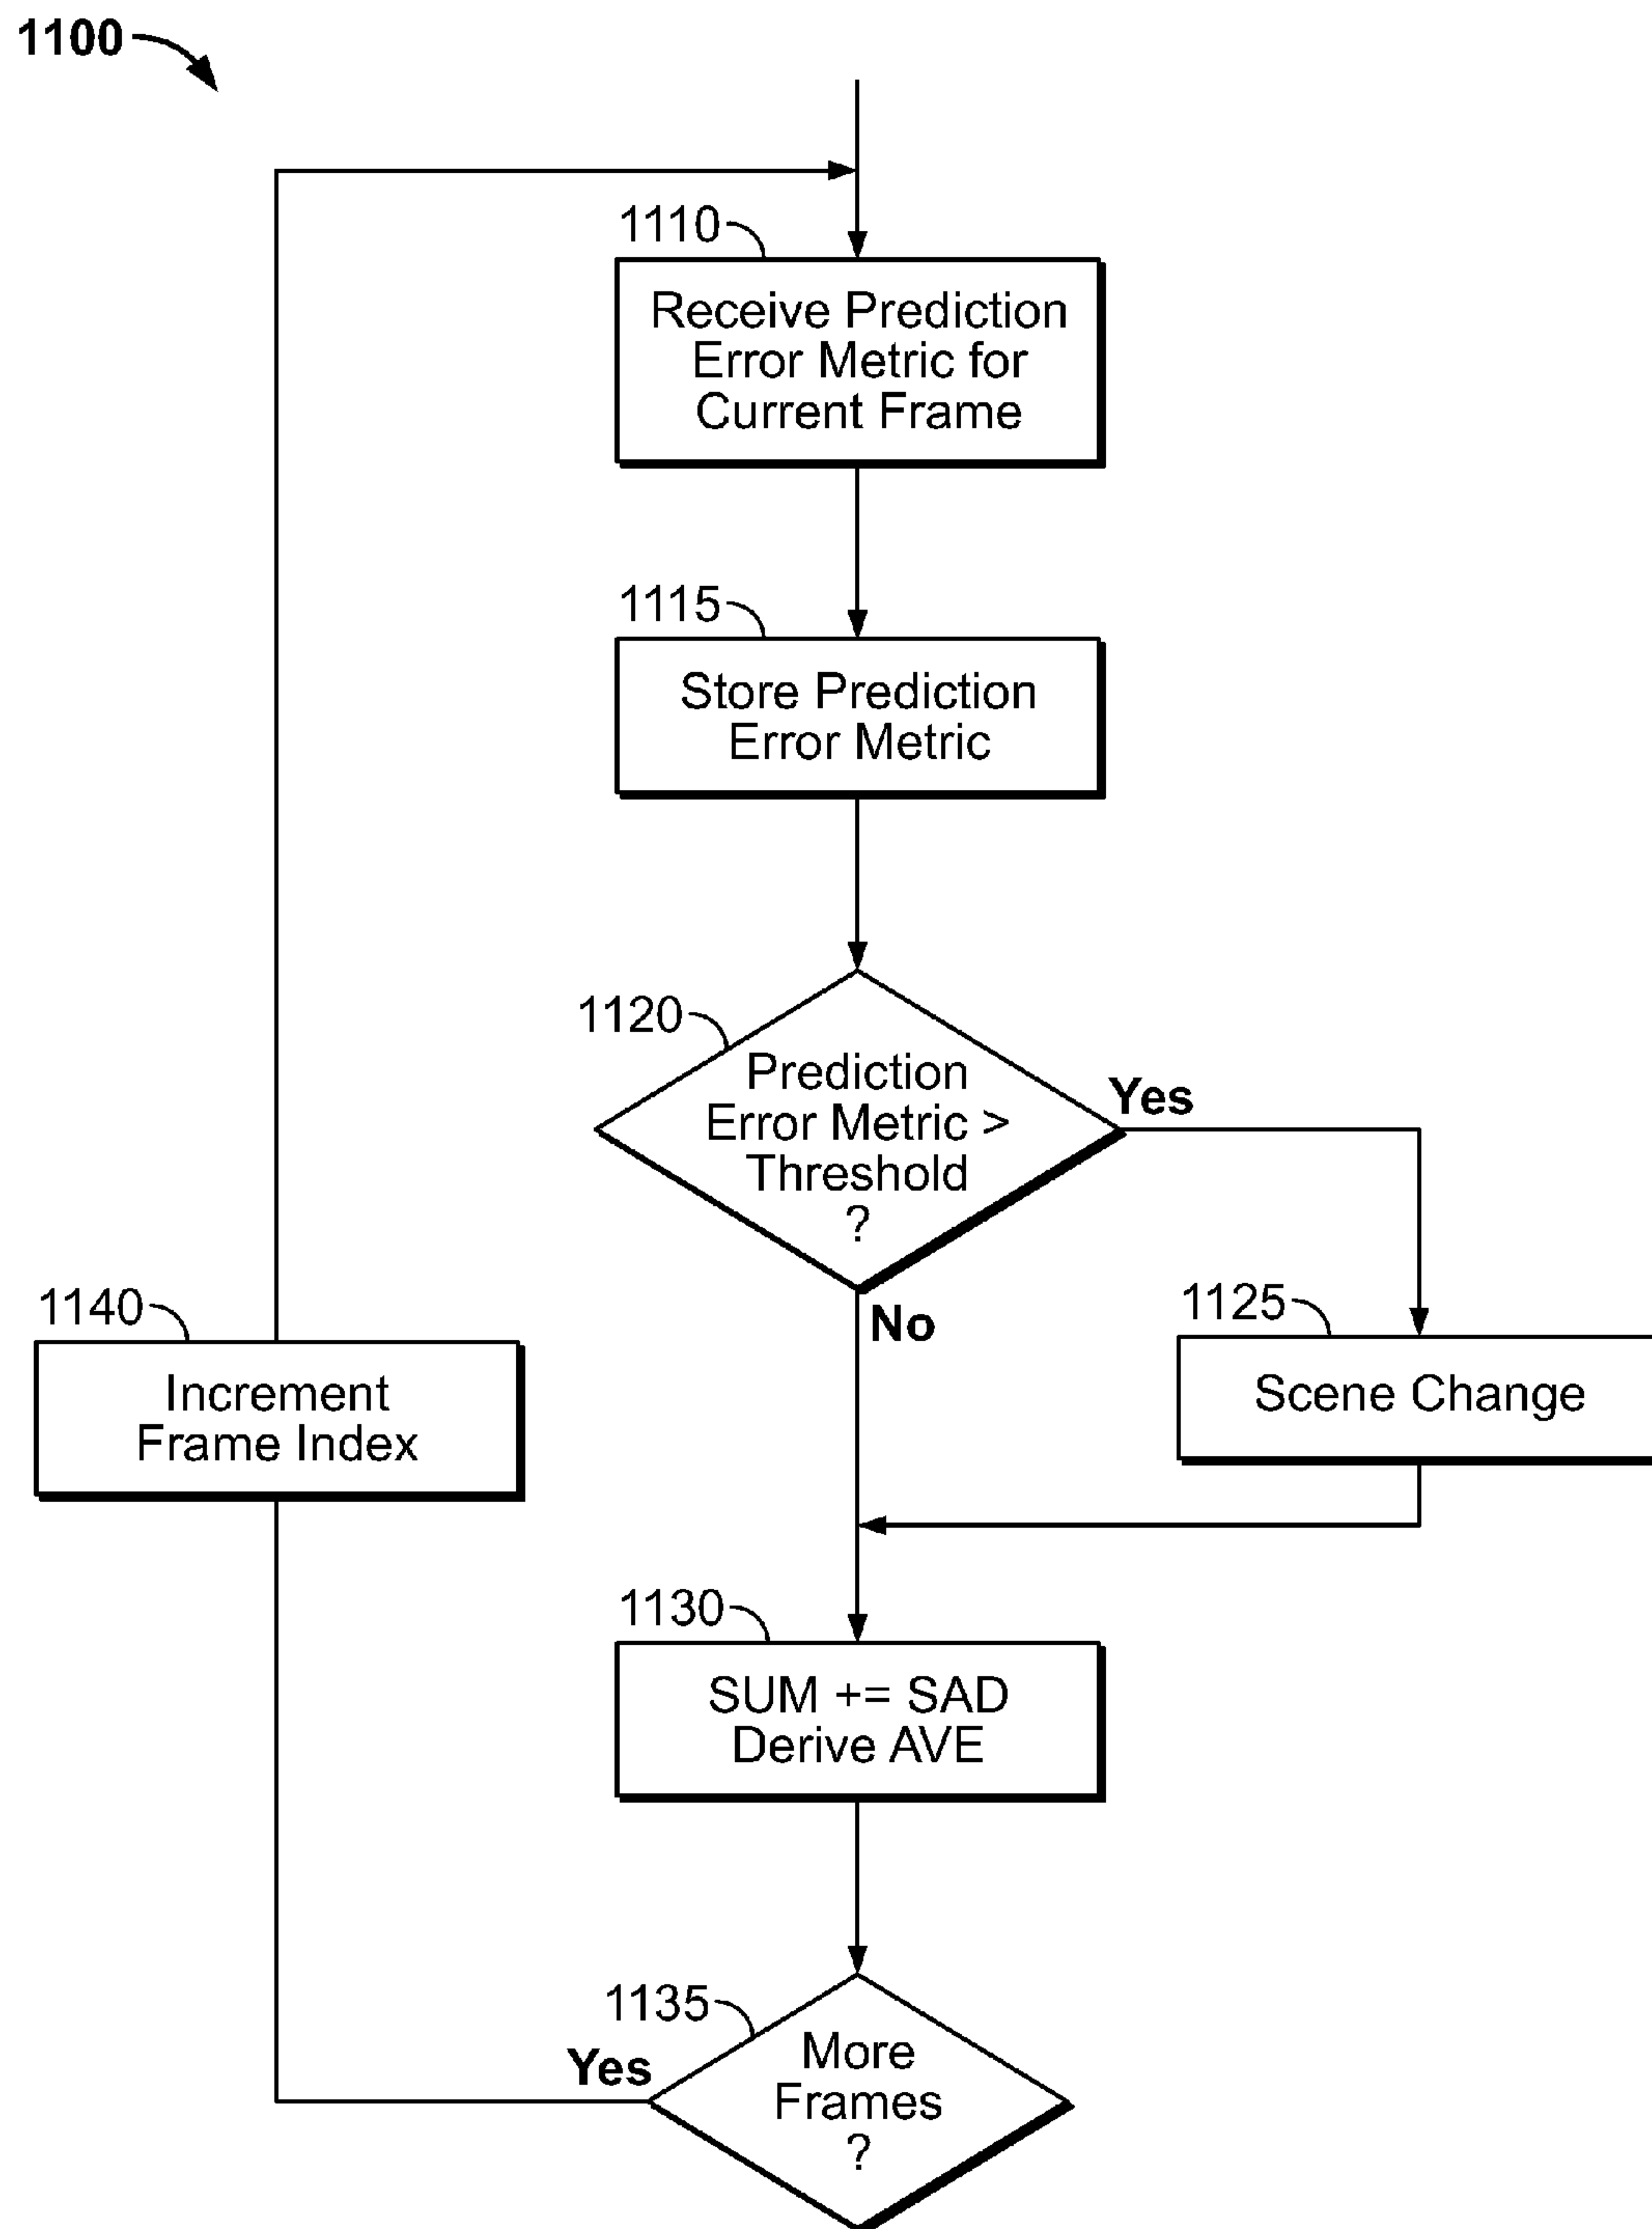 1100
1110
Receive Prediction
Error Metric for
Current Frame
1115
Store Prediction
Error Metric
1120
Prediction
Error Metric >
Threshold
?
Yes
No
1125
Scene Change
1140
Increment
Frame Index
1130
SUM += SAD
Derive AVE
1135
More
Frames
?
Yes